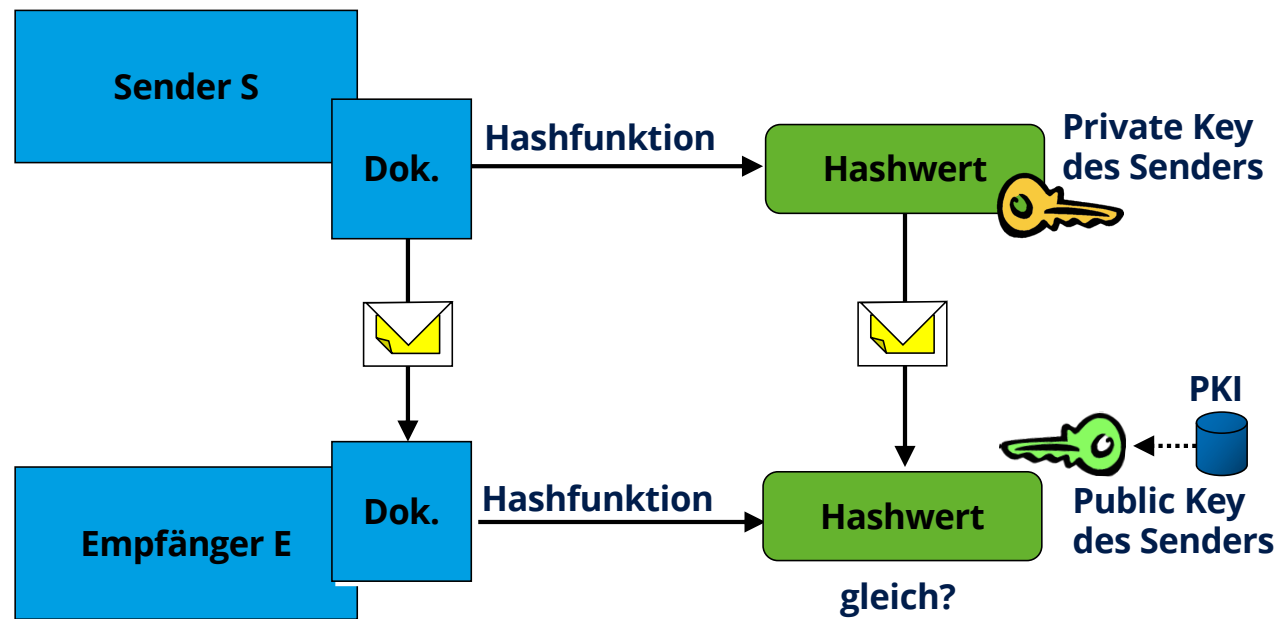 Sender S
Dok.
Hashfunktion
Hashwert
Private Key
des Senders
PKI
Empfänger E
Dok.
Hashfunktion
Hashwert
Public Key
des Senders
gleich?